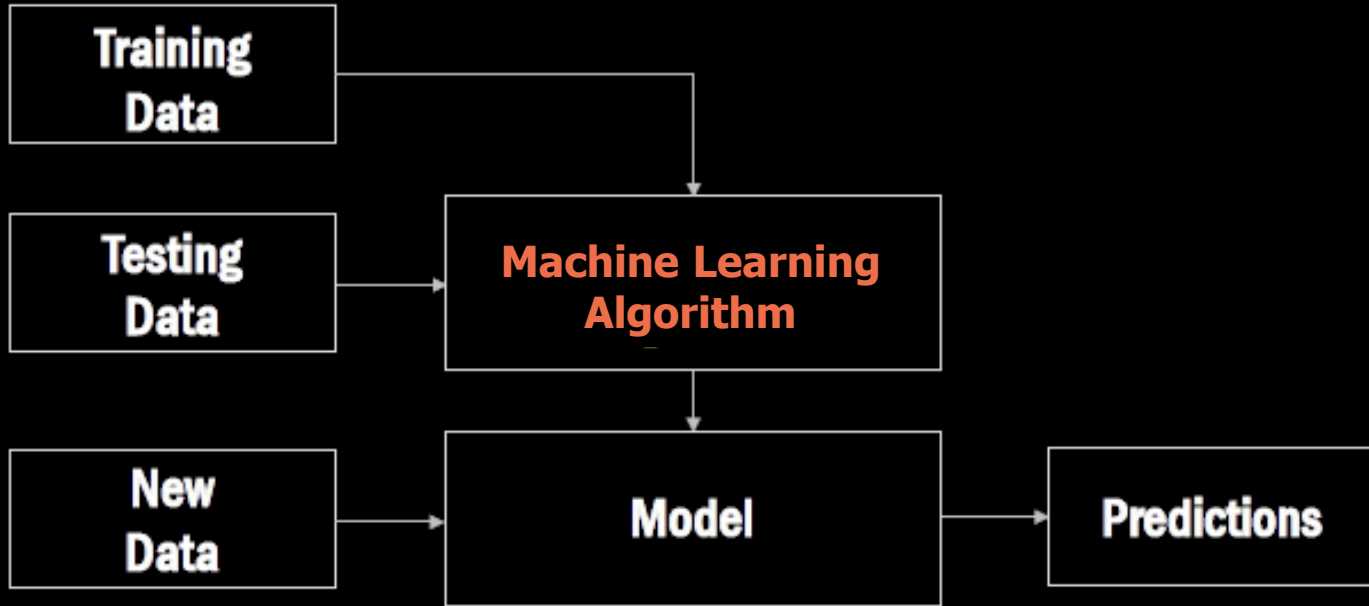 Training
Data
Testing
Data
Machine Learning
Algorithm
New
Data
Model
Predictions